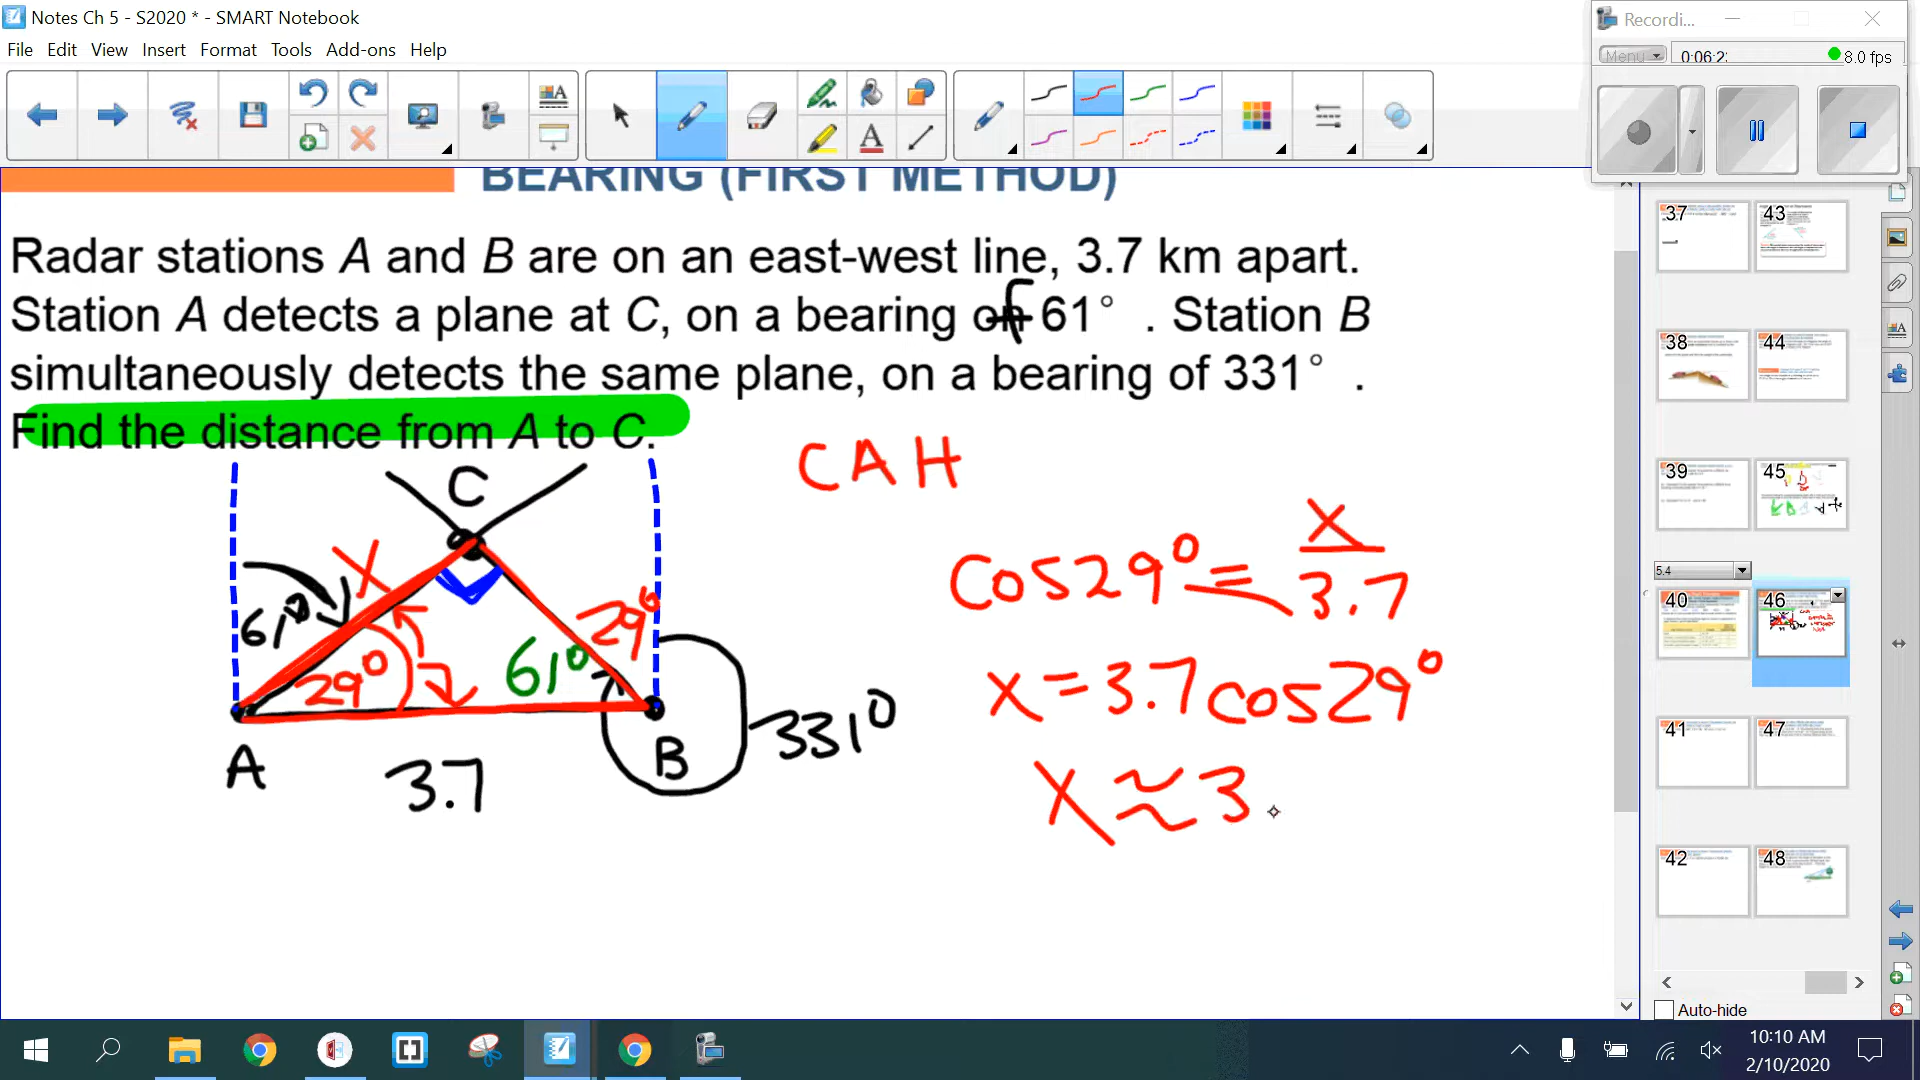 Notes Ch 5 - S2020 * - SMART Notebook
File Edit View Insert Format Tools Add-ons Help
Recordi...
Menu
0:06:2
8.0 fps
BEARING (FIRST METHOD)
Radar stations A and B are on an east-west line, 3.7 km apart.
Station A detects a plane at C, on a bearing of 61° . Station B
simultaneously detects the same plane, on a bearing of 331° .
Find the distance from A to C.
CAH
C
X
61°
29°
61°
29°
A
3.7
B
331°
cos29° = x/3.7
x = 3.7cos29°
x ≈ 3
37 43
38 44
39 45
5.4
40 46
41 47
42 48
Auto-hide
10:10 AM
2/10/2020